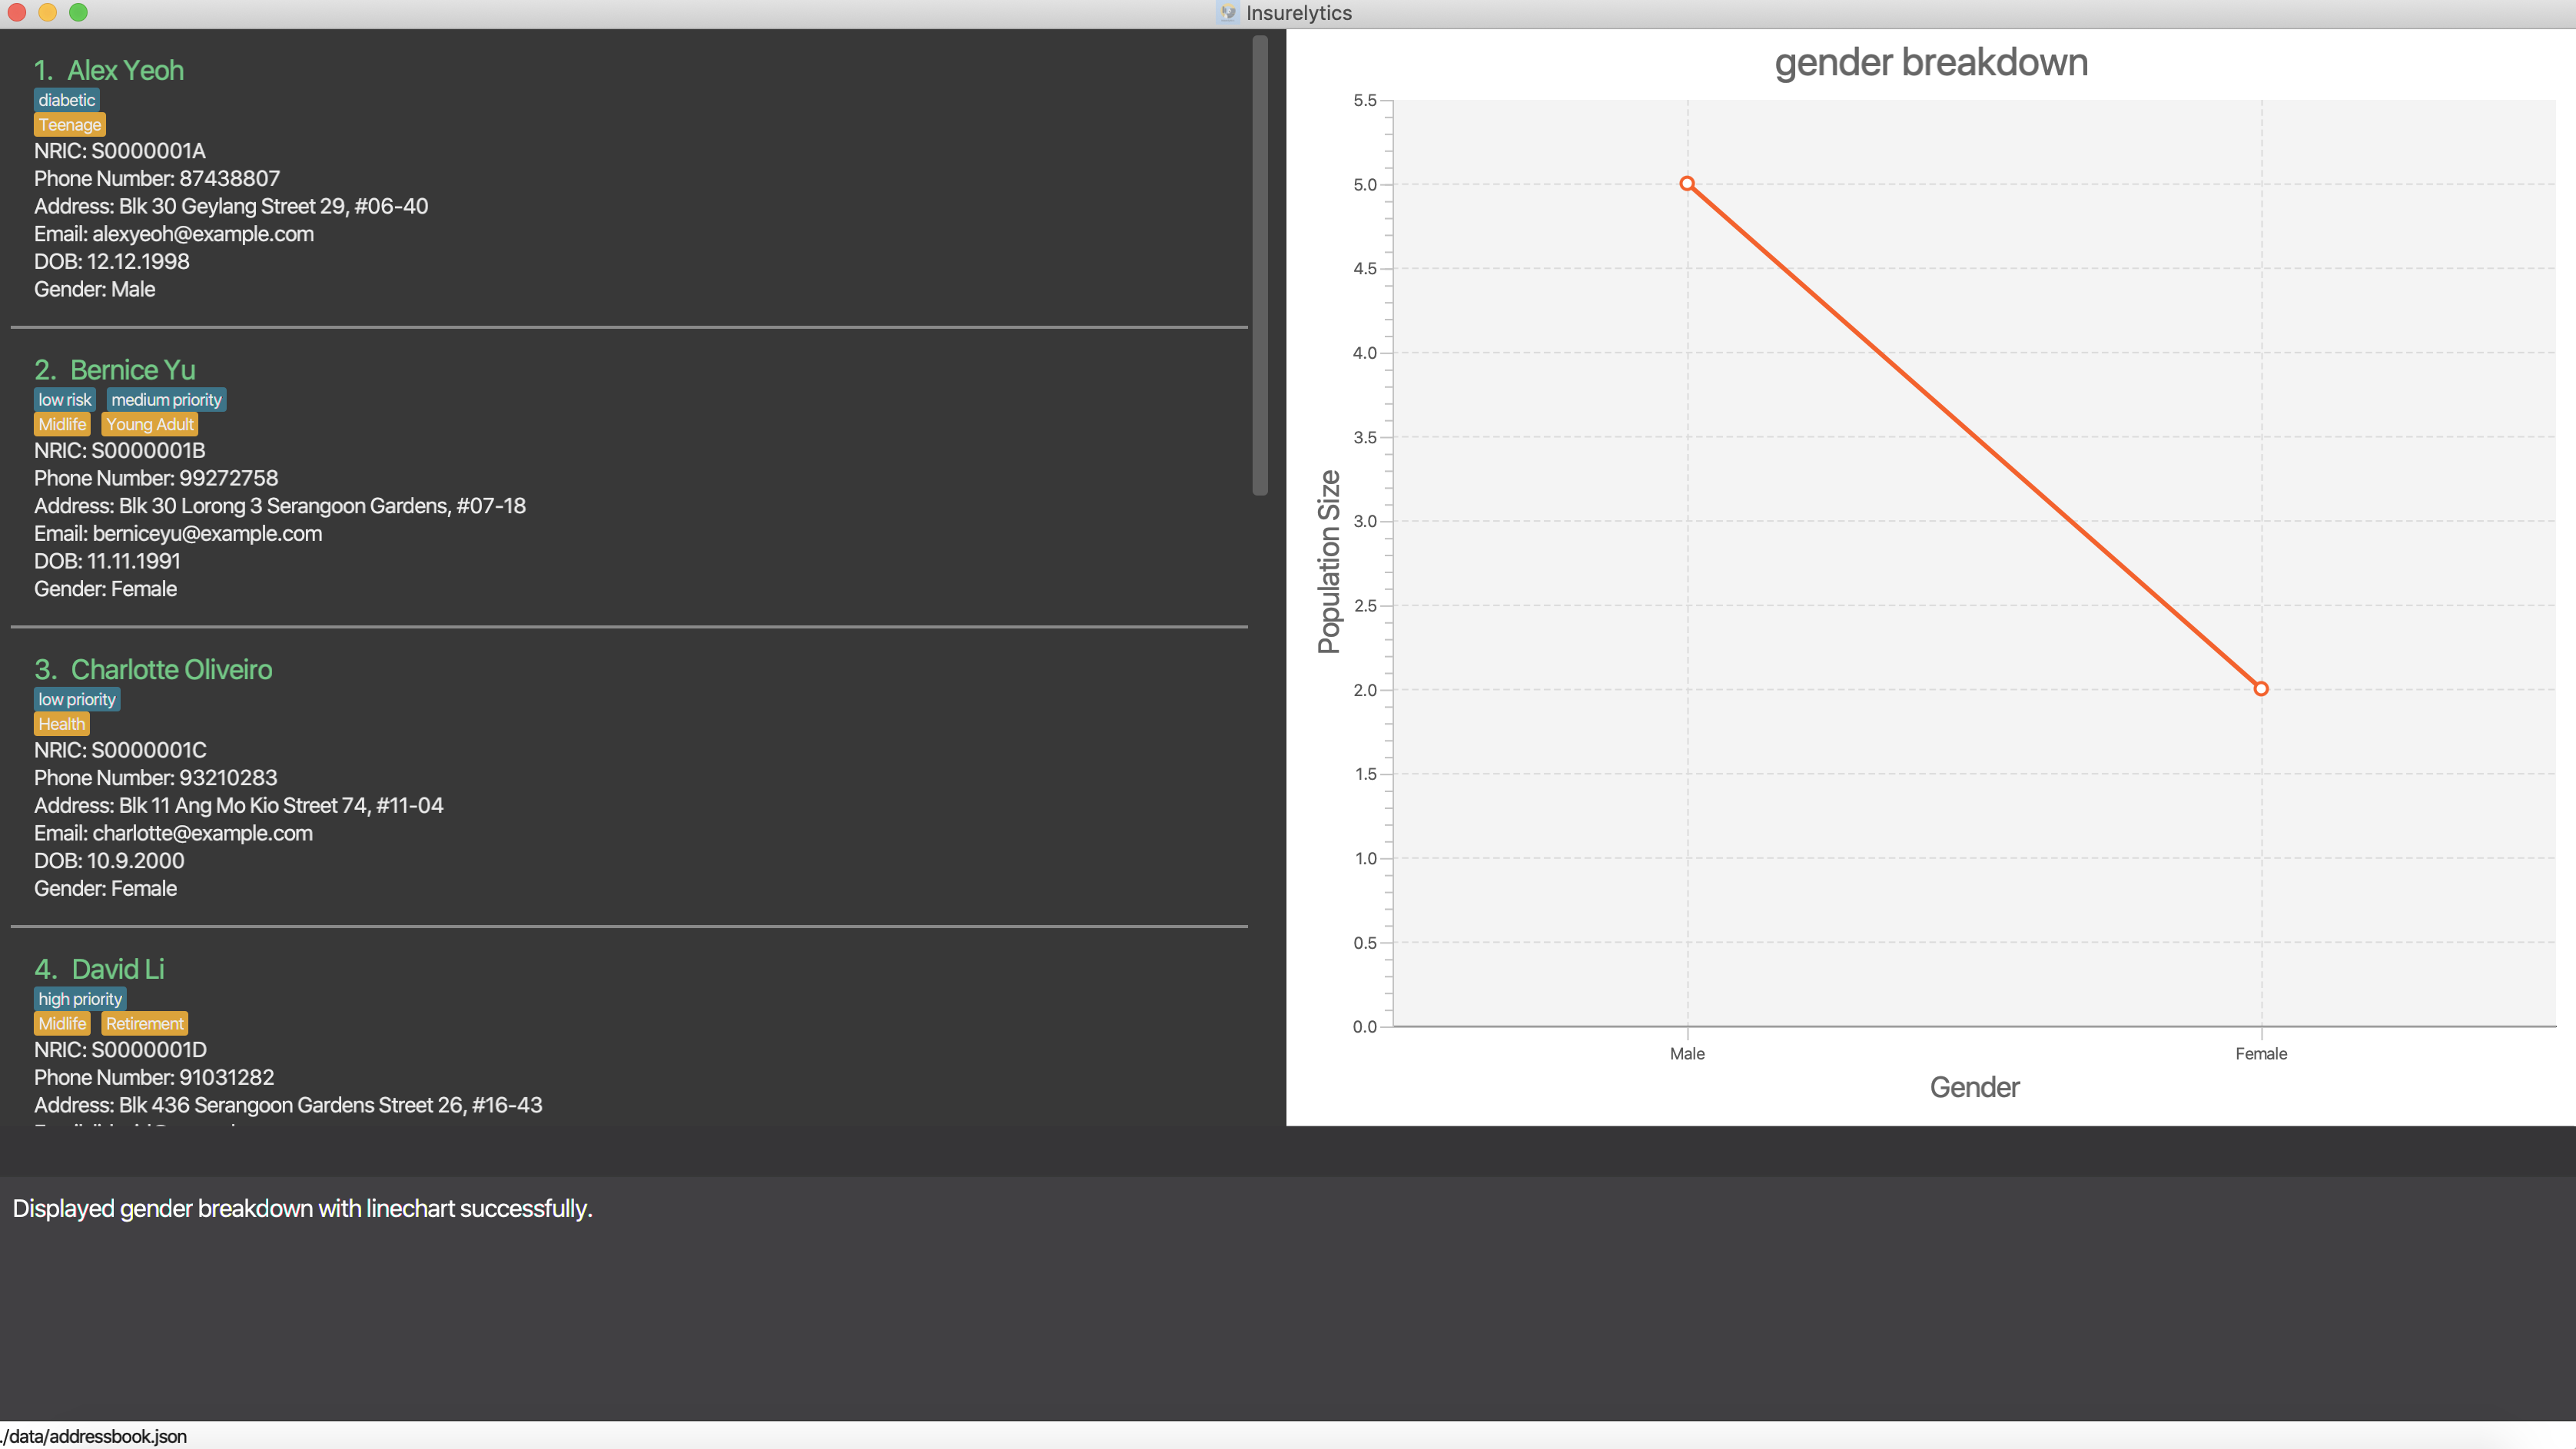 Insurelytics
1. Alex Yeoh
diabetic
Teenage
NRIC: S0000001A
Phone Number: 87438807
Address: Blk 30 Geylang Street 29, #06-40
Email: alexyeoh@example.com
DOB: 12.12.1998
Gender: Male
2. Bernice Yu
low risk medium priority
Midlife Young Adult
NRIC: S0000001B
Phone Number: 99272758
Address: Blk 30 Lorong 3 Serangoon Gardens, #07-18
Email: berniceyu@example.com
DOB: 11.11.1991
Gender: Female
3. Charlotte Oliveiro
low priority
Health
NRIC: S0000001C
Phone Number: 93210283
Address: Blk 11 Ang Mo Kio Street 74, #11-04
Email: charlotte@example.com
DOB: 10.9.2000
Gender: Female
4. David Li
high priority
Midlife Retirement
NRIC: S0000001D
Phone Number: 91031282
Address: Blk 436 Serangoon Gardens Street 26, #16-43
gender breakdown
Population Size
5.5
5.0
4.5
4.0
3.5
3.0
2.5
2.0
1.5
1.0
0.5
0.0
Male Female
Gender
Displayed gender breakdown with linechart successfully.
./data/addressbook.json